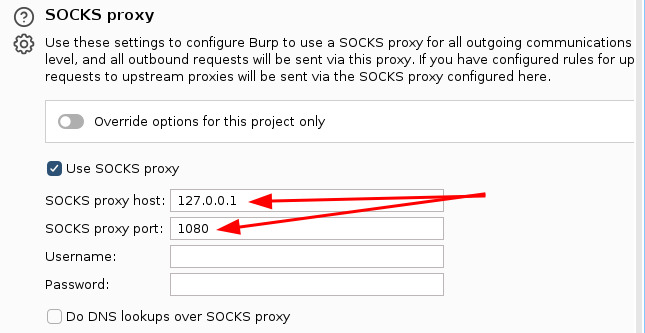 SOCKS proxy
Use these settings to configure Burp to use a SOCKS proxy for all outgoing communications
level, and all outbound requests will be sent via this proxy. If you have configured rules for up
requests to upstream proxies will be sent via the SOCKS proxy configured here.
Override options for this project only
Use SOCKS proxy
SOCKS proxy host: 127.0.0.1
SOCKS proxy port: 1080
Username:
Password:
Do DNS lookups over SOCKS proxy